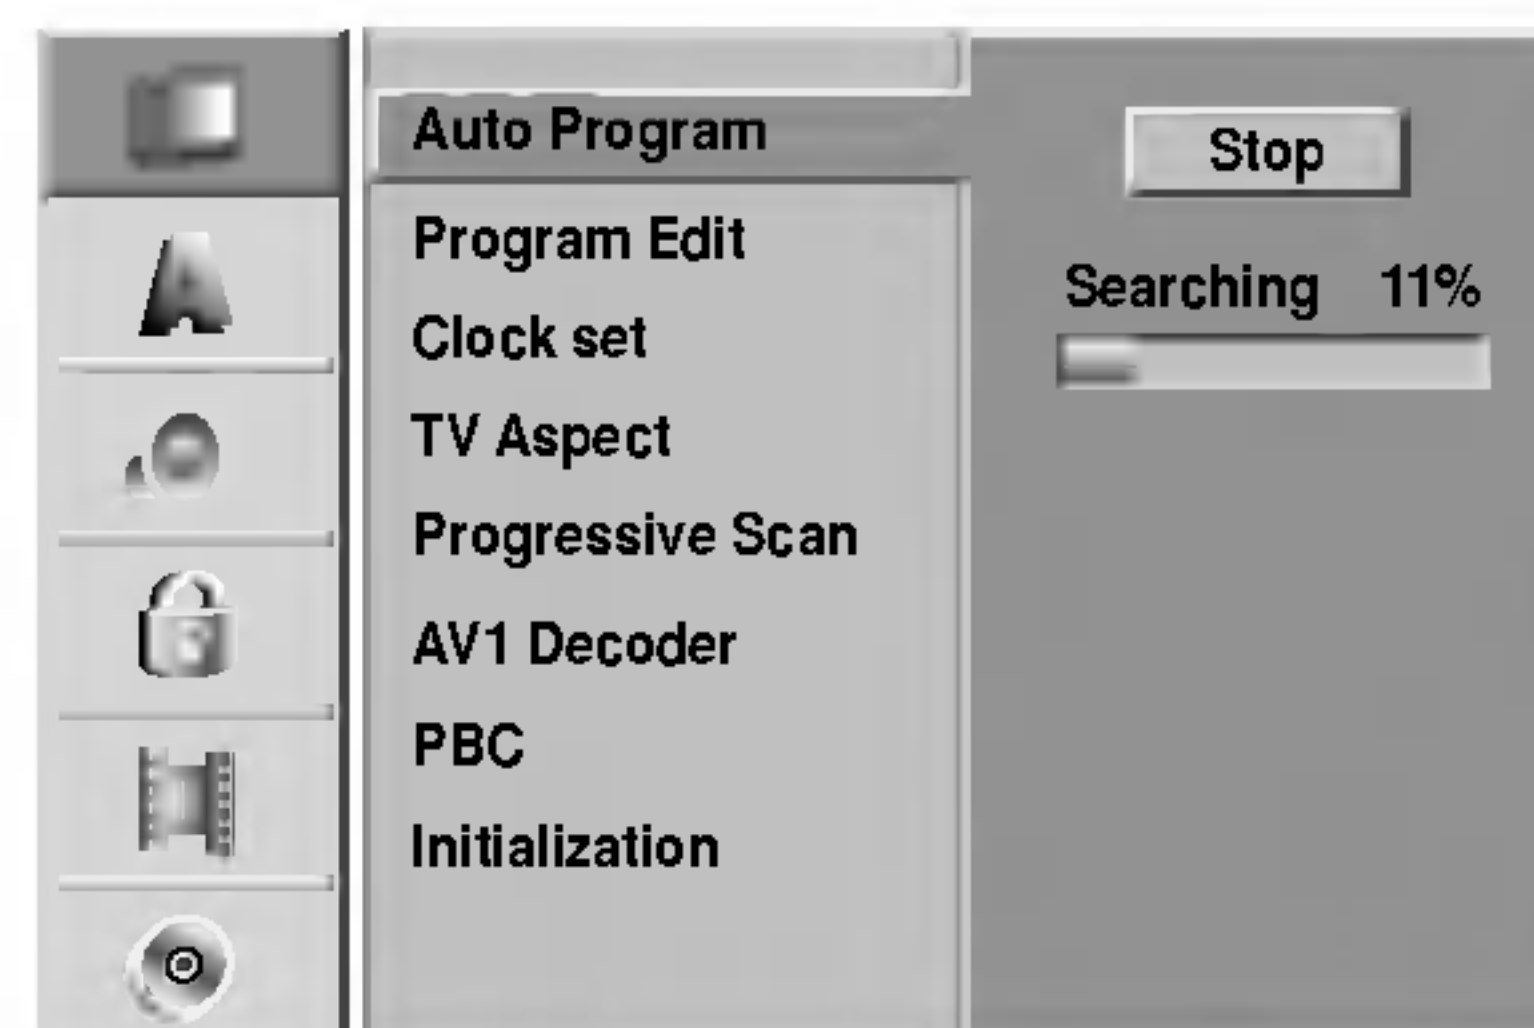 Auto Program
Program Edit
Clock set
TV Aspect
Progressive Scan
AV1 Decoder
PBC
Initialization
Stop
Searching 11%